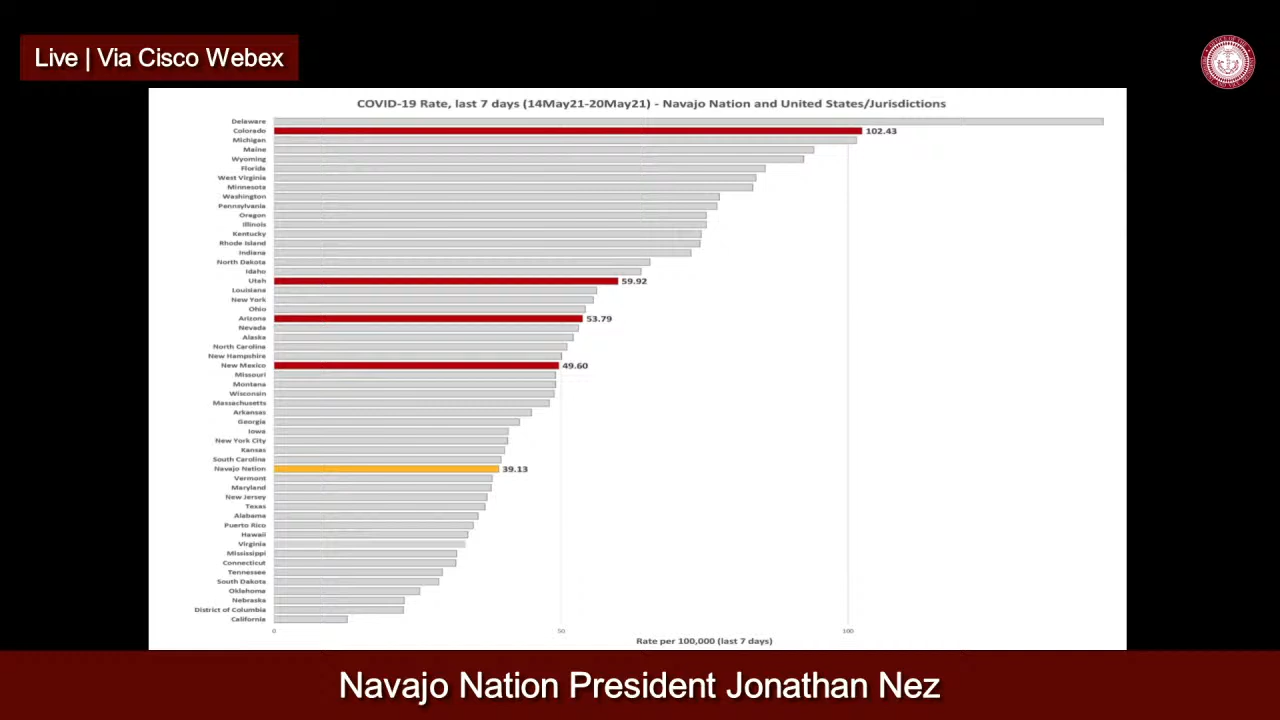 Live | Via Cisco Webex
COVID-19 Rate, last 7 days (14May21-20May21) - Navajo Nation and United States/Jurisdictions
Delaware
Colorado 102.43
Michigan
Maine
Wyoming
Florida
West Virginia
Minnesota
Washington
Pennsylvania
Oregon
Illinois
Kentucky
Rhode Island
Indiana
North Dakota
Idaho
Utah 59.92
Louisiana
New York
Ohio
Arizona 53.79
Nevada
Alaska
North Carolina
New Hampshire
New Mexico 49.60
Missouri
Montana
Wisconsin
Massachusetts
Arkansas
Georgia
Iowa
New York City
Kansas
South Carolina
Navajo Nation 39.13
Vermont
Maryland
New Jersey
Texas
Alabama
Puerto Rico
Hawaii
Virginia
Mississippi
Connecticut
Tennessee
South Dakota
Oklahoma
Nebraska
District of Columbia
California
0 50 100
Rate per 100,000 (last 7 days)
Navajo Nation President Jonathan Nez